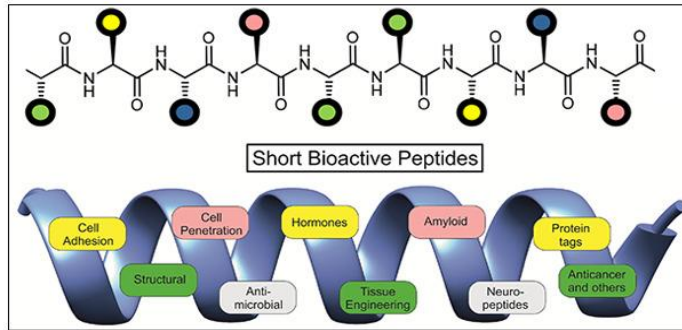 O
O
O
O
H
N
H
N
H
N
H
N
N
H
N
H
N
H
N
H
O
O
O
O
O
Short Bioactive Peptides
Cell
Adhesion
Cell
Penetration
Hormones
Amyloid
Protein
tags
Structural
Anti-
microbial
Tissue
Engineering
Neuro-
peptides
Anticancer
and others